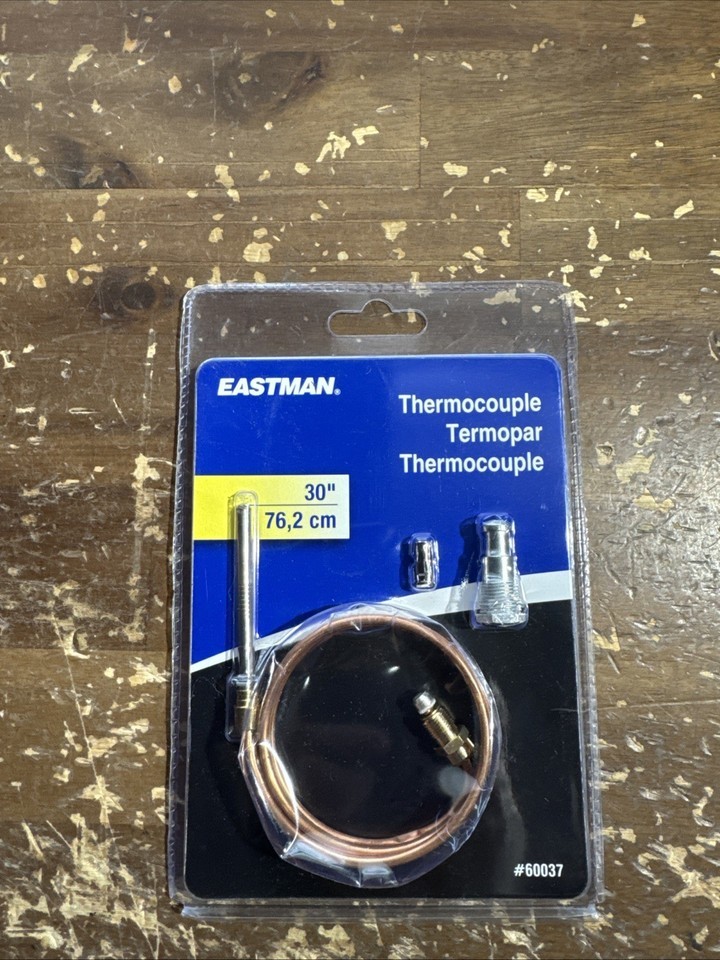 EASTMAN®
Thermocouple
Termopar
Thermocouple
30"
76,2 cm
#60037